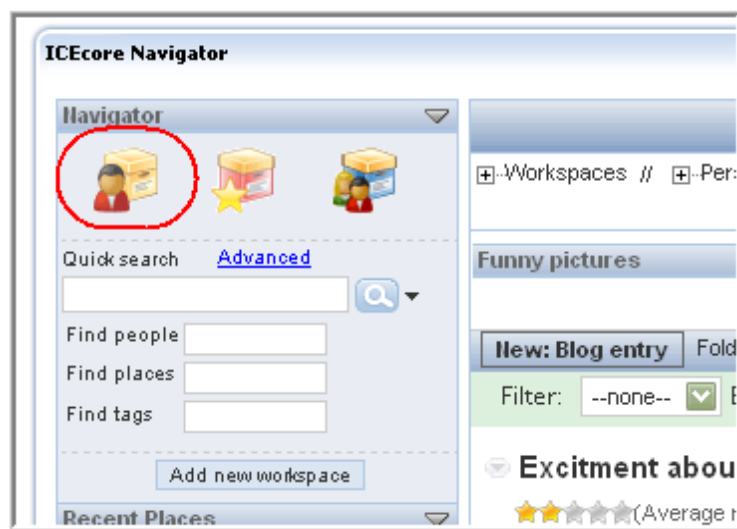 ICEcore Navigator
Navigator
Workspaces // Per
Quick search Advanced
Funny pictures
Find people
New: Blog entry Fold
Find places
Filter: --none--
Find tags
Add new workspace
Excitment abou
Recent Places
(Average r